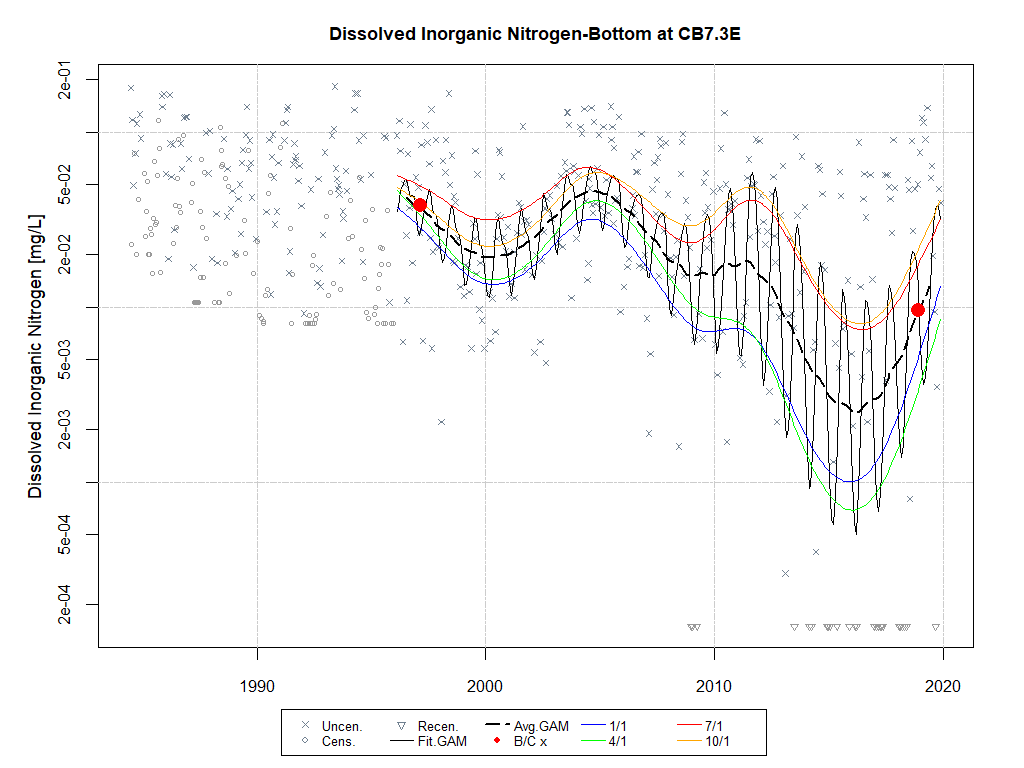 Dissolved Inorganic Nitrogen-Bottom at CB7.3E
Dissolved Inorganic Nitrogen [mg/L]
2e-01
5e-02
2e-02
5e-03
2e-03
5e-04
2e-04
1990 2000 2010 2020
Uncen. Recen. Avg.GAM 1/1 7/1
Cens. Fit.GAM B/C x 4/1 10/1